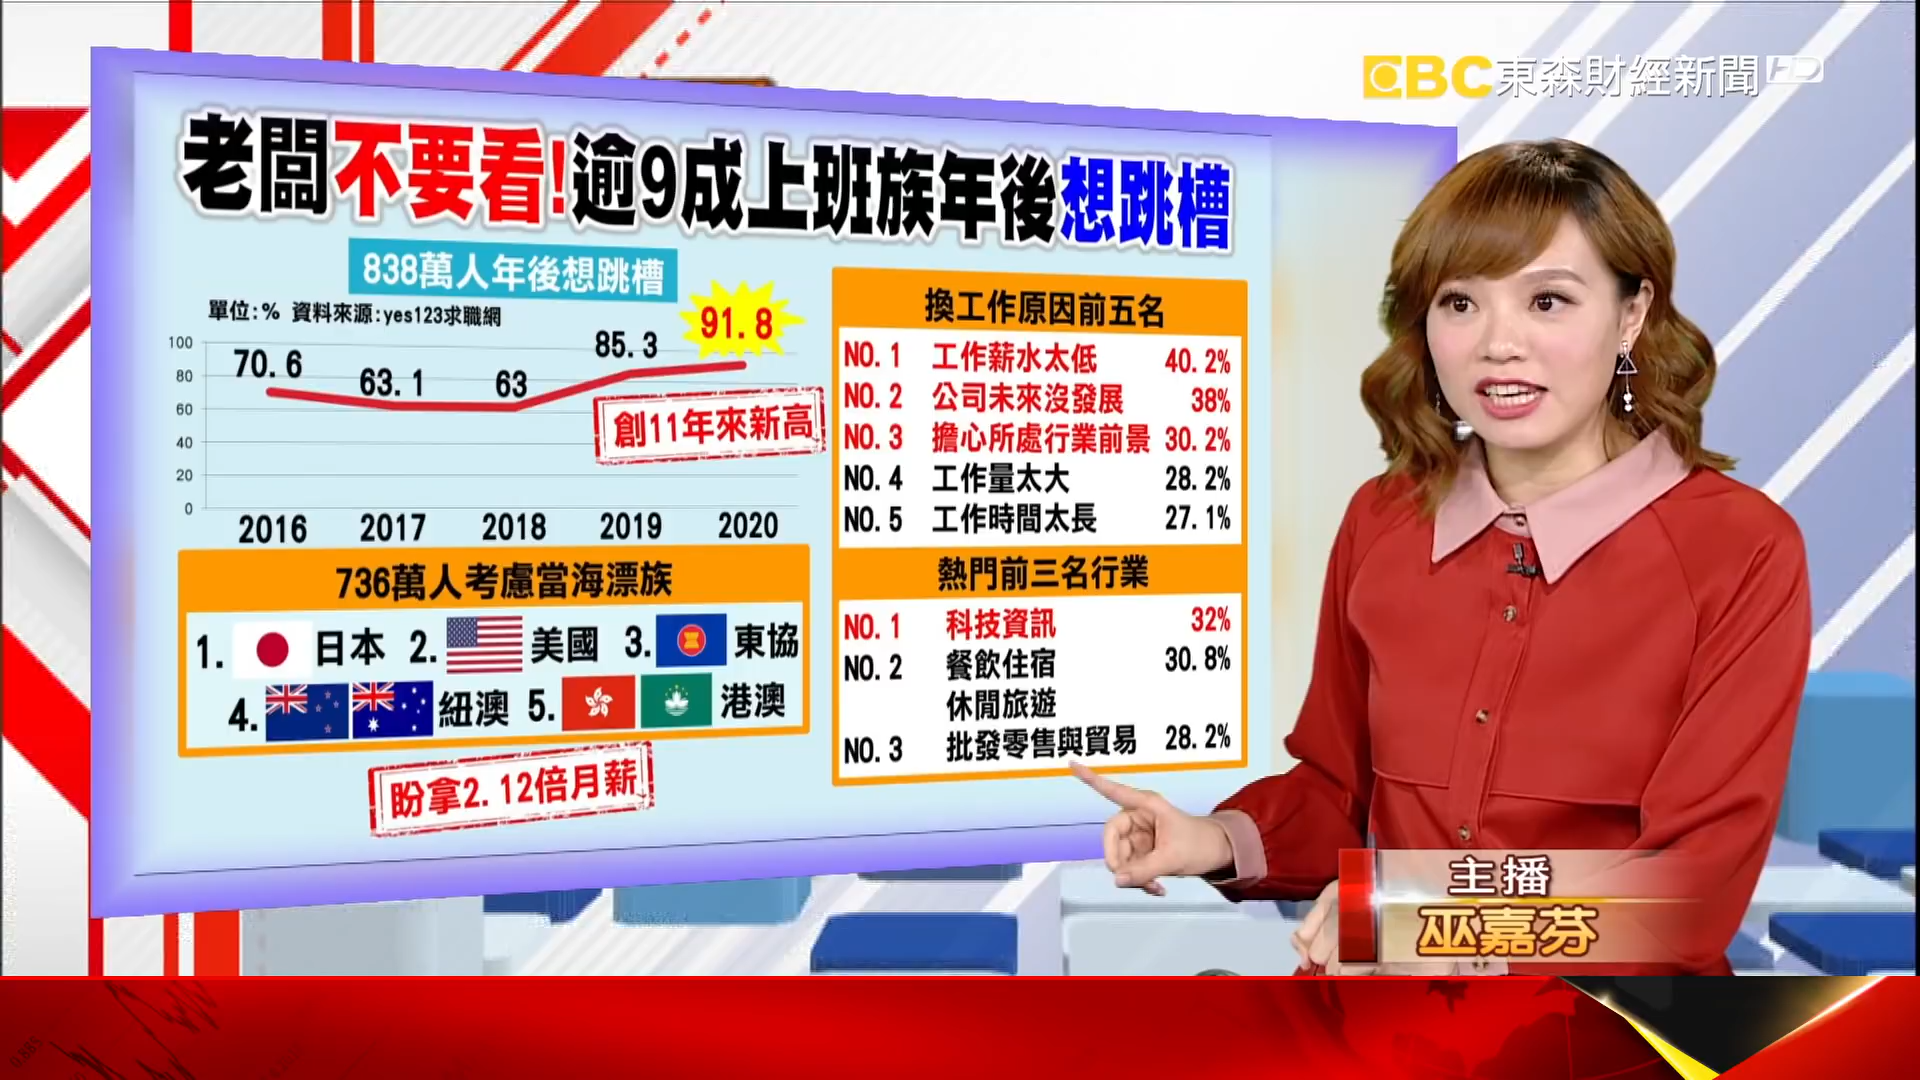 EBC東森財經新聞HD
老闆不要看!逾9成上班族年後想跳槽
838萬人年後想跳槽
單位:% 資料來源:yes123求職網
100
80
60
40
20
0
70.6
63.1
63
85.3
91.8
創11年來新高
2016 2017 2018 2019 2020
736萬人考慮當海漂族
1. 日本 2. 美國 3. 東協
4. 紐澳 5. 港澳
盼拿2.12倍月薪
換工作原因前五名
NO.1 工作薪水太低 40.2%
NO.2 公司未來沒發展 38%
NO.3 擔心所處行業前景 30.2%
NO.4 工作量太大 28.2%
NO.5 工作時間太長 27.1%
熱門前三名行業
NO.1 科技資訊 32%
NO.2 餐飲住宿 30.8%
休閒旅遊
NO.3 批發零售與貿易 28.2%
主播
巫嘉芬